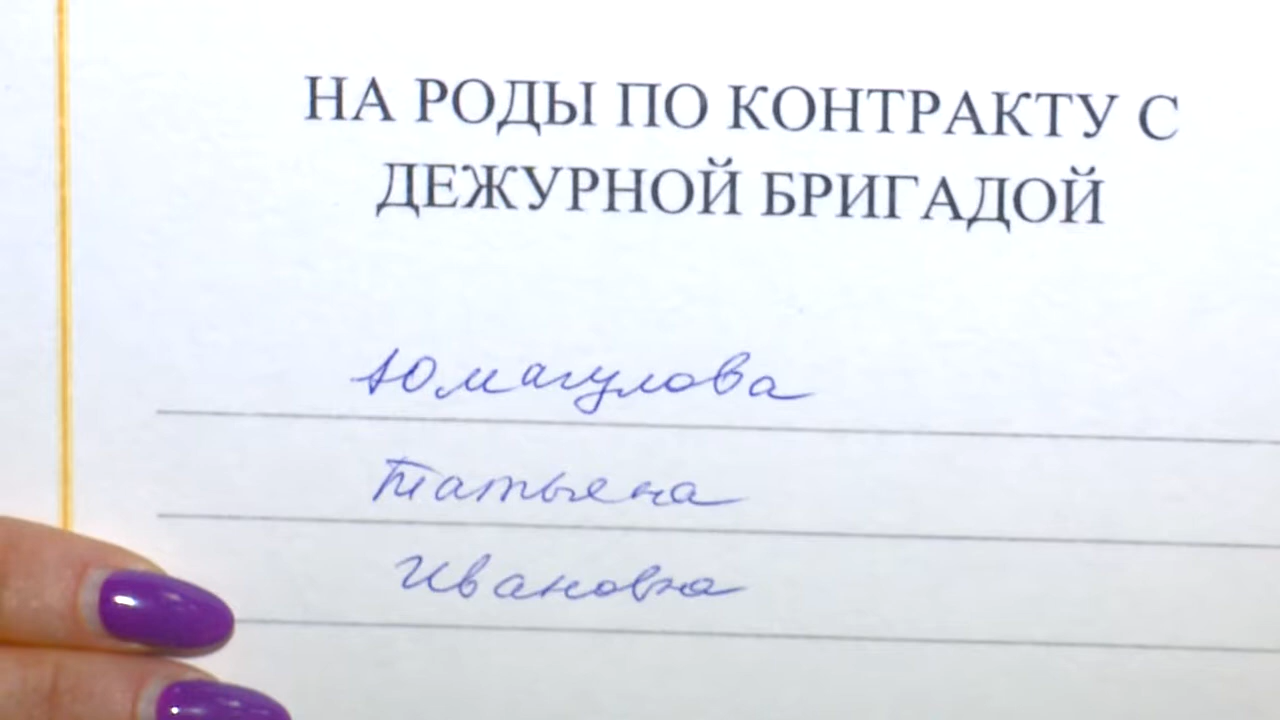 НА РОДЫ ПО КОНТРАКТУ С
ДЕЖУРНОЙ БРИГАДОЙ
Юмагулова
Татьяна
Ивановна